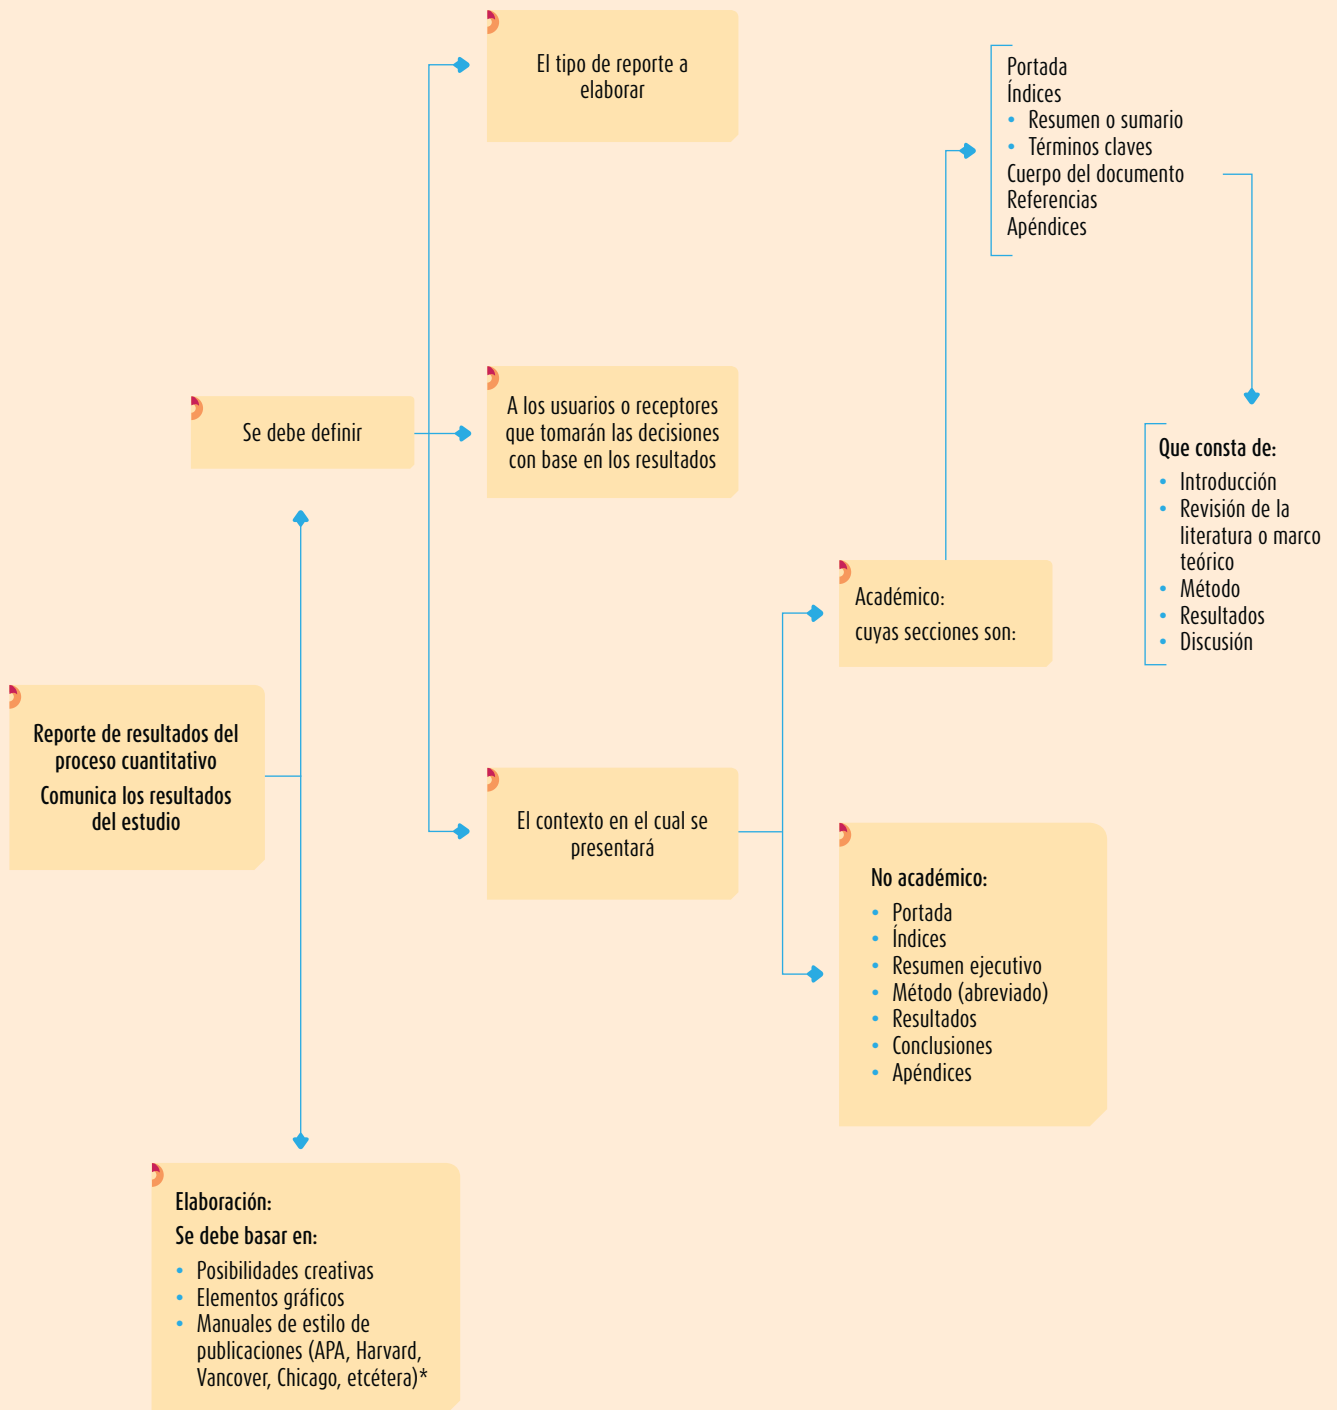 El tipo de reporte a
elaborar
Portada
Índices
• Resumen o sumario
• Términos claves
Cuerpo del documento
Referencias
Apéndices
Se debe definir
A los usuarios o receptores
que tomarán las decisiones
con base en los resultados
Que consta de:
• Introducción
• Revisión de la
literatura o marco
teórico
• Método
• Resultados
• Discusión
Académico:
cuyas secciones son:
Reporte de resultados del
proceso cuantitativo
Comunica los resultados
del estudio
El contexto en el cual se
presentará
No académico:
• Portada
• Índices
• Resumen ejecutivo
• Método (abreviado)
• Resultados
• Conclusiones
• Apéndices
Elaboración:
Se debe basar en:
• Posibilidades creativas
• Elementos gráficos
• Manuales de estilo de
publicaciones (APA, Harvard,
Vancover, Chicago, etcétera)*